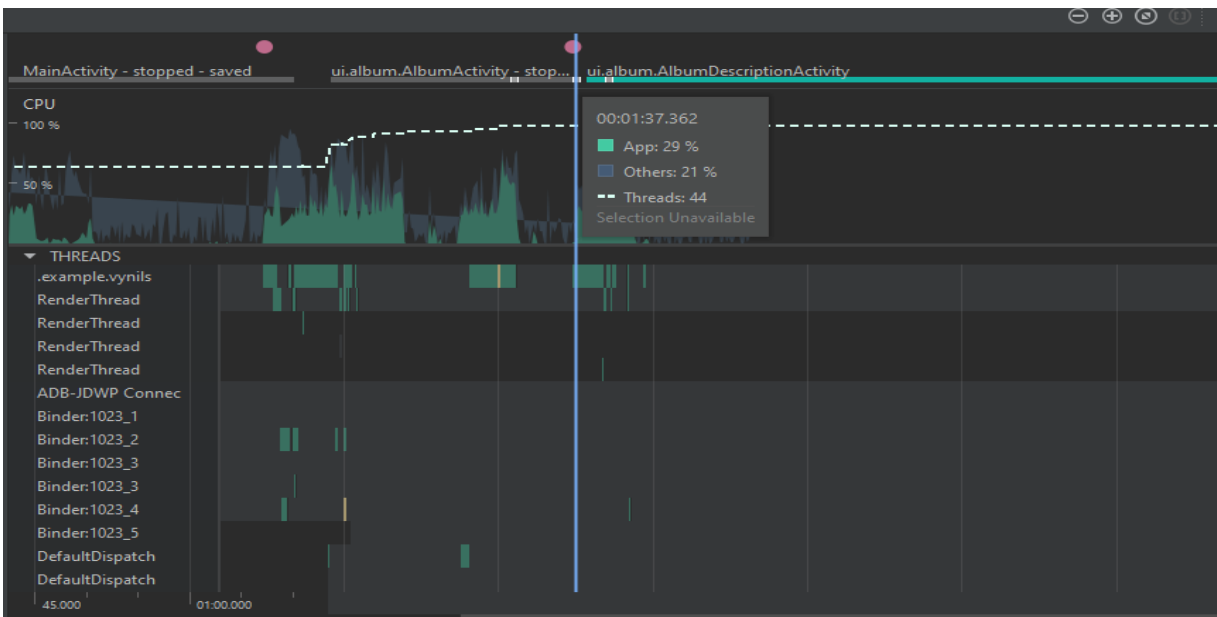 MainActivity - stopped - saved
ui.album.AlbumActivity - stop...
ui.album.AlbumDescriptionActivity
CPU
100 %
50 %
00:01:37.362
App: 29 %
Others: 21 %
Threads: 44
Selection Unavailable
THREADS
.example.vynils
RenderThread
RenderThread
RenderThread
RenderThread
ADB-JDWP Connec
Binder:1023_1
Binder:1023_2
Binder:1023_3
Binder:1023_3
Binder:1023_4
Binder:1023_5
DefaultDispatch
DefaultDispatch
45.000
01:00.000